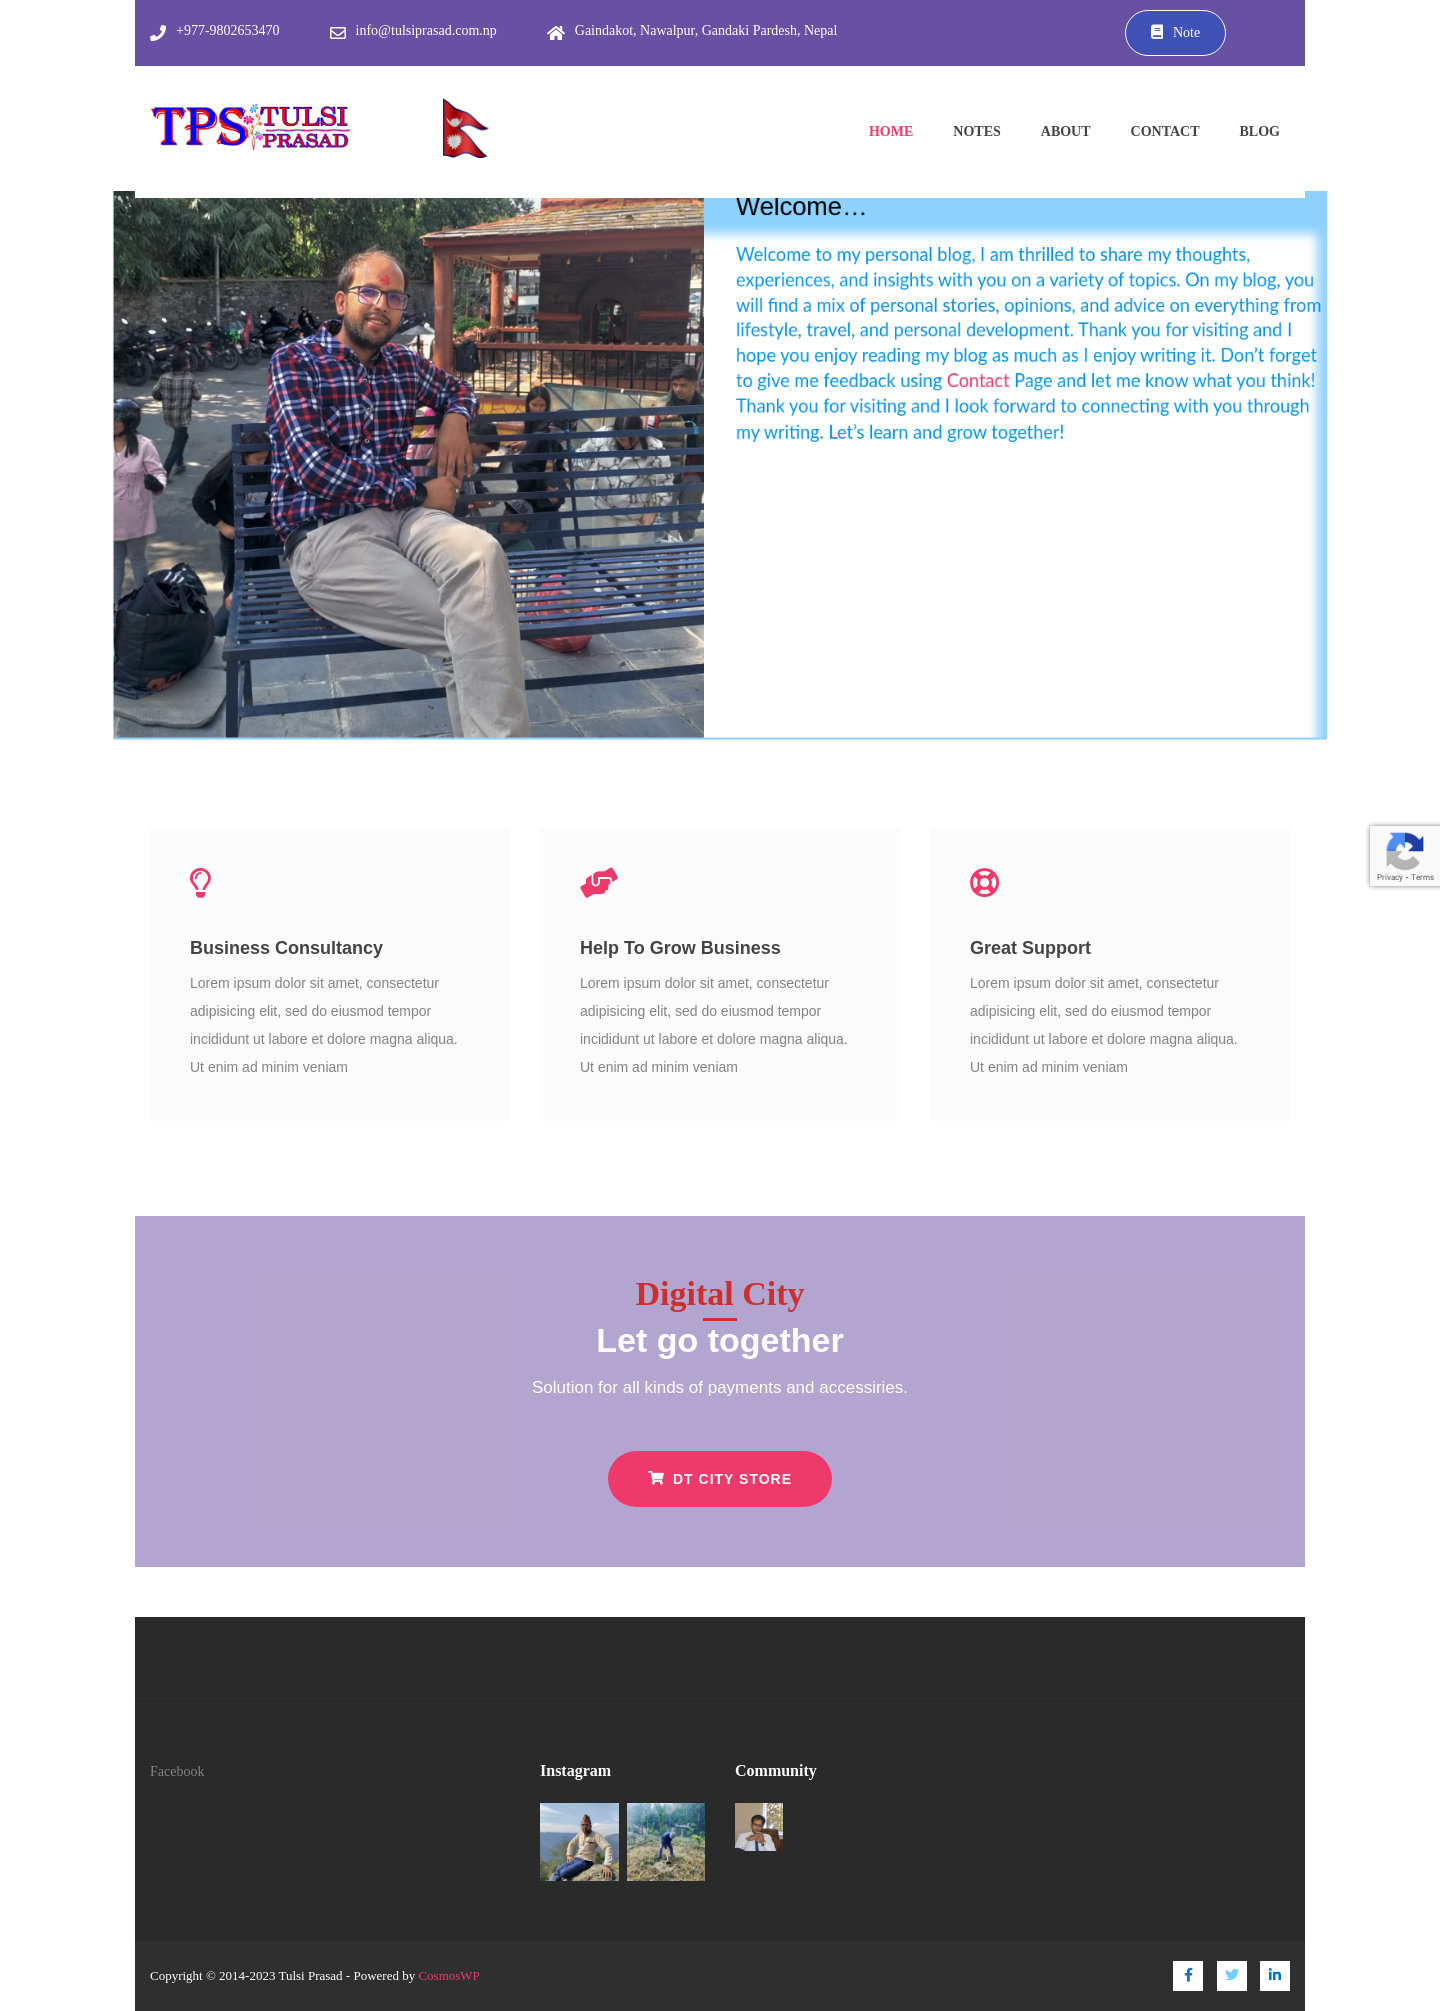 +977-9802653470
info@tulsiprasad.com.np
Gaindakot, Nawalpur, Gandaki Pardesh, Nepal
Note
TPS TULSI
PRASAD
HOME
NOTES
ABOUT
CONTACT
BLOG
Welcome…
Welcome to my personal blog, I am thrilled to share my thoughts,
experiences, and insights with you on a variety of topics. On my blog, you
will find a mix of personal stories, opinions, and advice on everything from
lifestyle, travel, and personal development. Thank you for visiting and I
hope you enjoy reading my blog as much as I enjoy writing it. Don’t forget
to give me feedback using Contact Page and let me know what you think!
Thank you for visiting and I look forward to connecting with you through
my writing. Let’s learn and grow together!
Privacy - Terms
Business Consultancy
Lorem ipsum dolor sit amet, consectetur
adipisicing elit, sed do eiusmod tempor
incididunt ut labore et dolore magna aliqua.
Ut enim ad minim veniam
Help To Grow Business
Lorem ipsum dolor sit amet, consectetur
adipisicing elit, sed do eiusmod tempor
incididunt ut labore et dolore magna aliqua.
Ut enim ad minim veniam
Great Support
Lorem ipsum dolor sit amet, consectetur
adipisicing elit, sed do eiusmod tempor
incididunt ut labore et dolore magna aliqua.
Ut enim ad minim veniam
Digital City
Let go together
Solution for all kinds of payments and accessiries.
DT CITY STORE
Facebook
Instagram
Community
Copyright © 2014-2023 Tulsi Prasad - Powered by CosmosWP